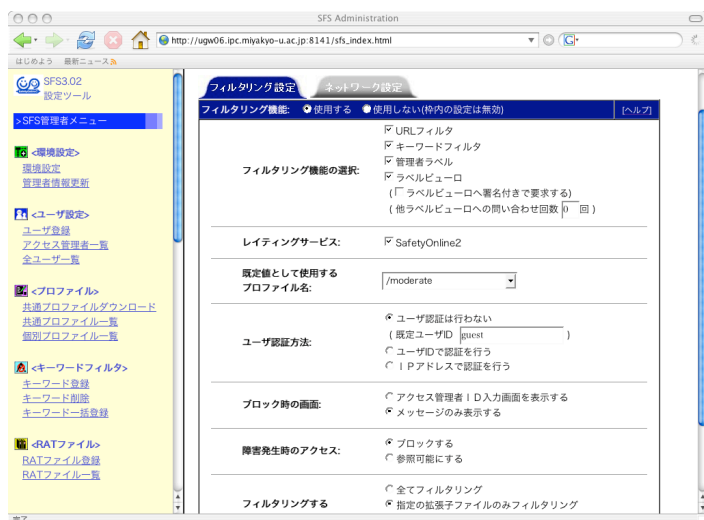 SFS Administration
http://ugw06.ipc.miyakyo-u.ac.jp:8141/sfs_index.html
はじめよう 最新ニュース
SFS3.02
設定ツール
>SFS管理者メニュー
<環境設定>
環境設定
管理者情報更新
<ユーザ設定>
ユーザ登録
アクセス管理者一覧
全ユーザ一覧
<プロファイル>
共通プロファイルダウンロード
共通プロファイル一覧
個別プロファイル一覧
<キーワードフィルタ>
キーワード登録
キーワード削除
キーワード一括登録
<RATファイル>
RATファイル登録
RATファイル一覧
フィルタリング設定 ネットワーク設定
フィルタリング機能: 使用する 使用しない(枠内の設定は無効) [ヘルプ]
フィルタリング機能の選択:
URLフィルタ
キーワードフィルタ
管理者ラベル
ラベルビューロ
(ラベルビューロへ署名付きで要求する)
(他ラベルビューロへの問い合わせ回数 0 回)
レイティングサービス: SafetyOnline2
既定値として使用する
プロファイル名: /moderate
ユーザ認証方法:
ユーザ認証は行わない
(既定ユーザID guest )
ユーザIDで認証を行う
IPアドレスで認証を行う
ブロック時の画面:
アクセス管理者ID入力画面を表示する
メッセージのみ表示する
障害発生時のアクセス:
ブロックする
参照可能にする
フィルタリングする
全てフィルタリング
指定の拡張子ファイルのみフィルタリング
完了